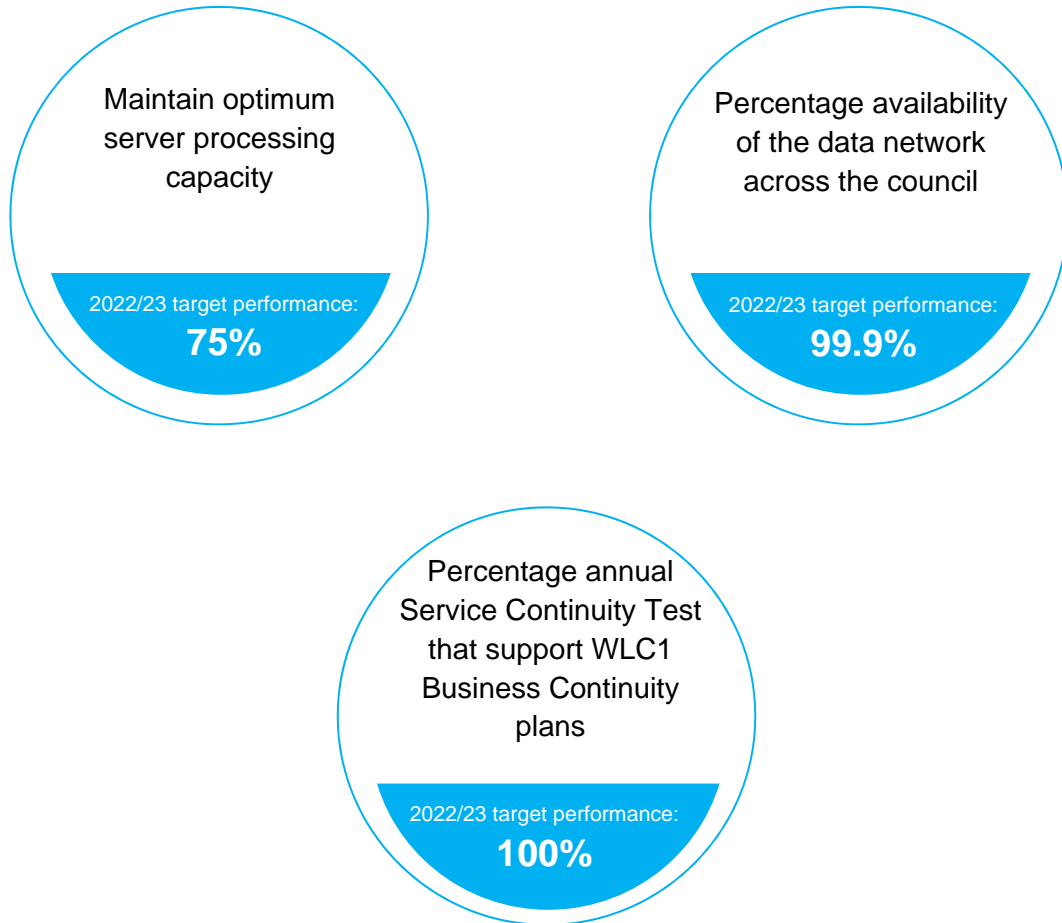 Maintain optimum
server processing
capacity
2022/23 target performance:
75%
Percentage availability
of the data network
across the council
2022/23 target performance:
99.9%
Percentage annual
Service Continuity Test
that support WLC1
Business Continuity
plans
2022/23 target performance:
100%